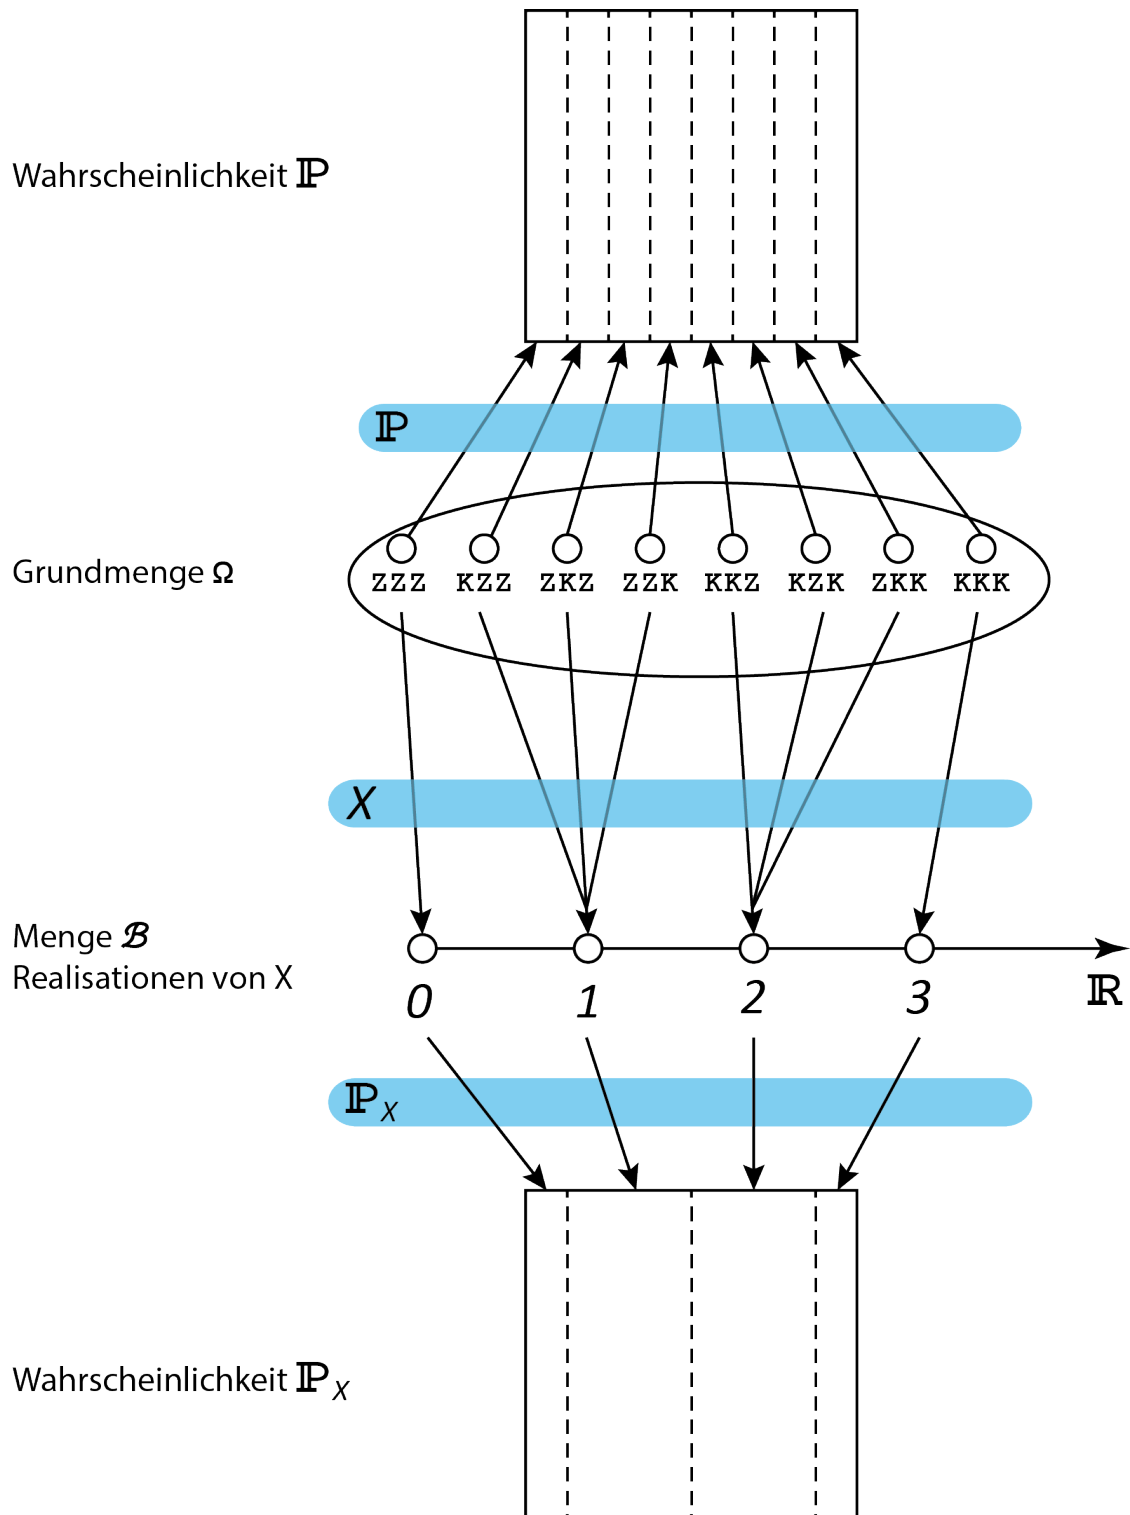 Wahrscheinlichkeit ℙ
ℙ
Grundmenge Ω
ZZZ KZZ ZKZ ZZK KKZ KZK ZKK KKK
X
Menge ℬ
Realisationen von X
0 1 2 3 ℝ
ℙX
Wahrscheinlichkeit ℙX